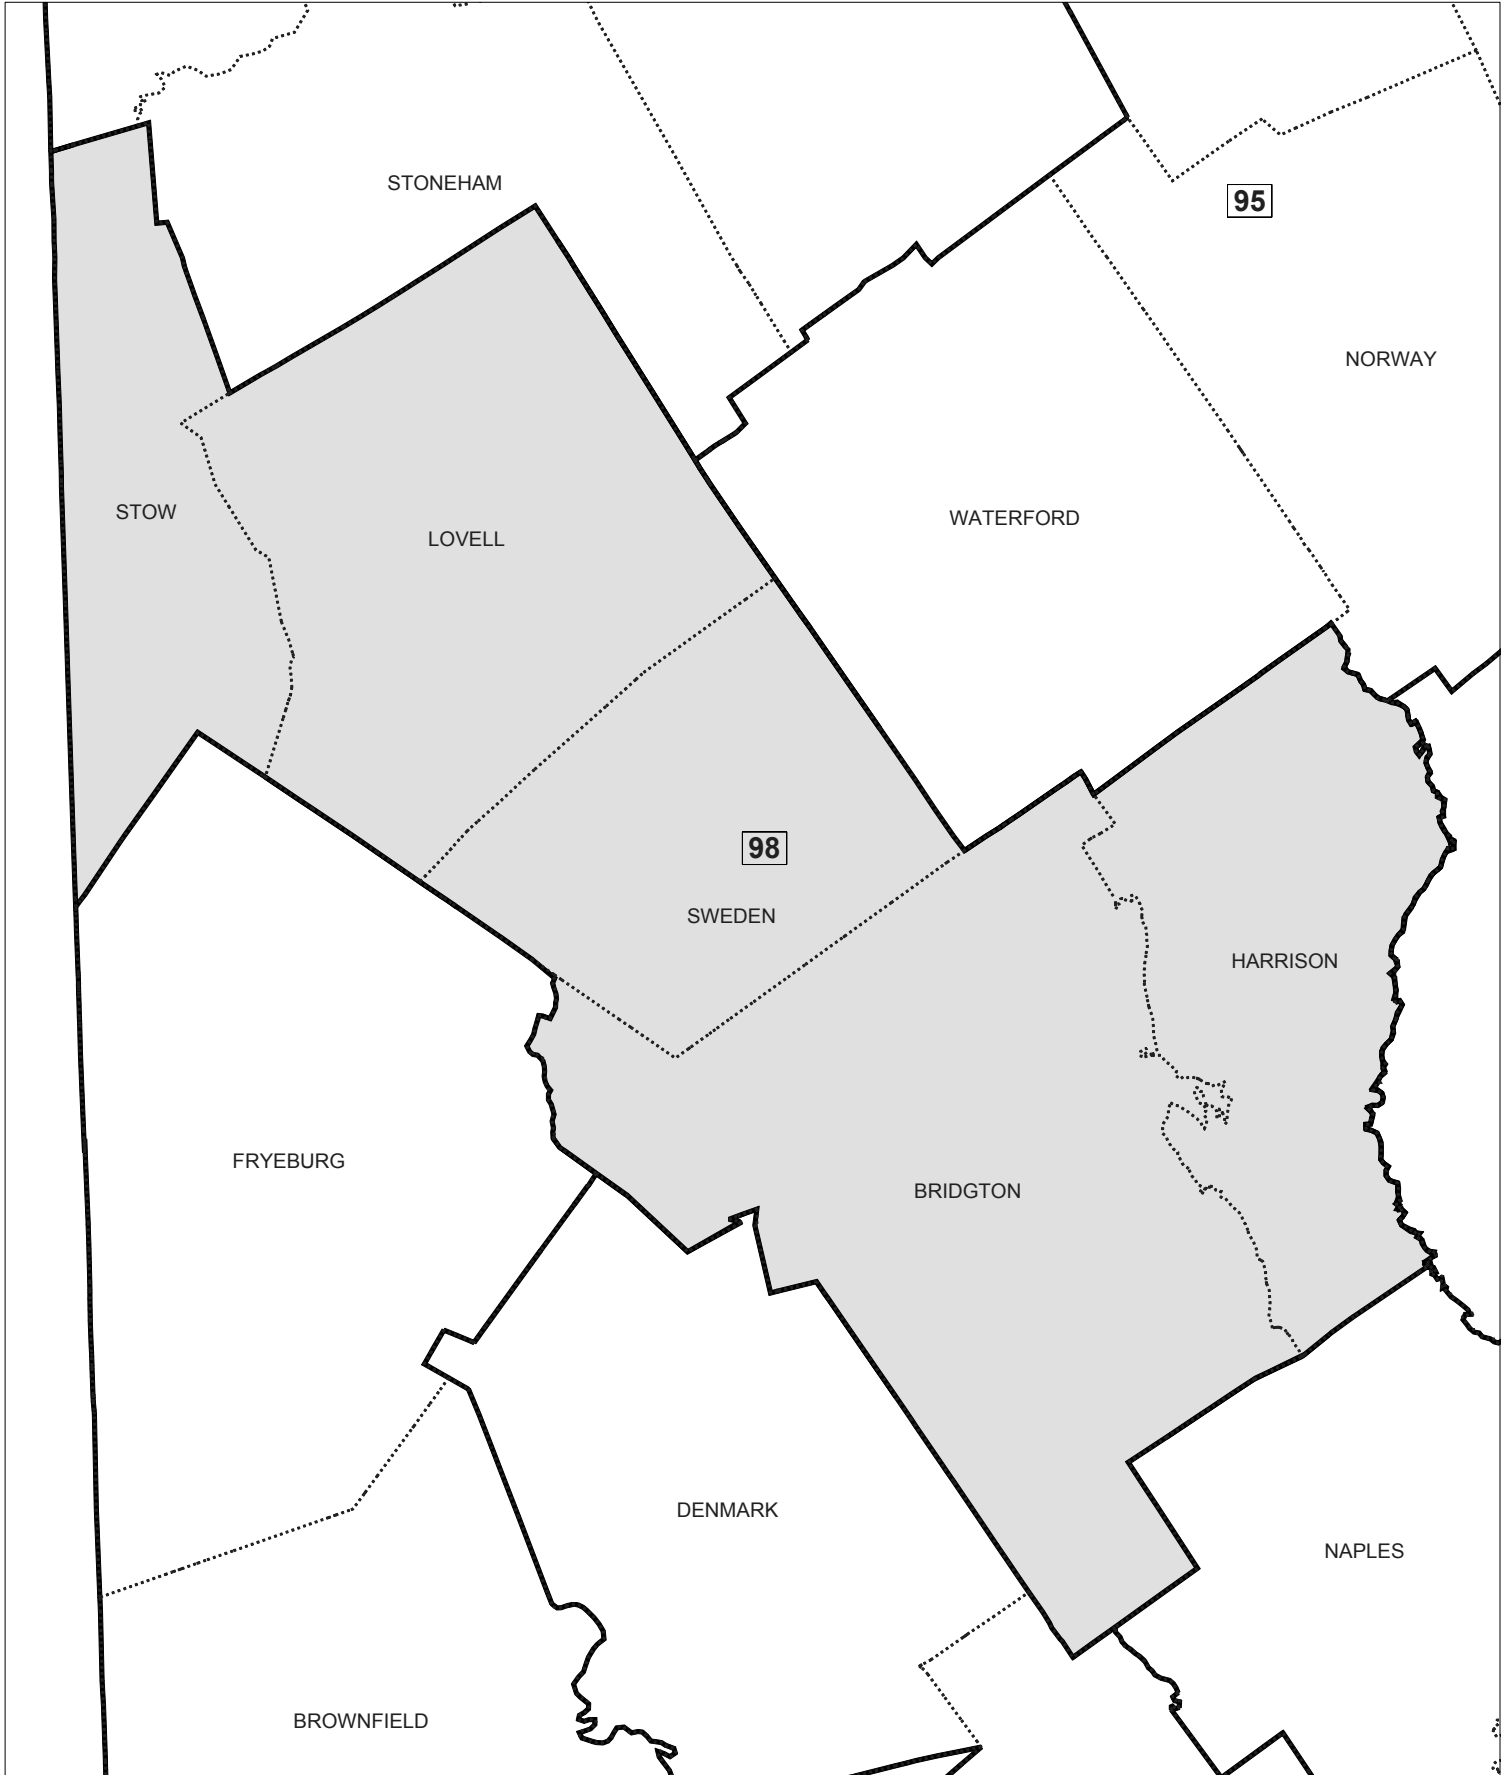 STONEHAM
95
NORWAY
STOW
LOVELL
WATERFORD
98
SWEDEN
HARRISON
FRYEBURG
BRIDGTON
DENMARK
NAPLES
BROWNFIELD